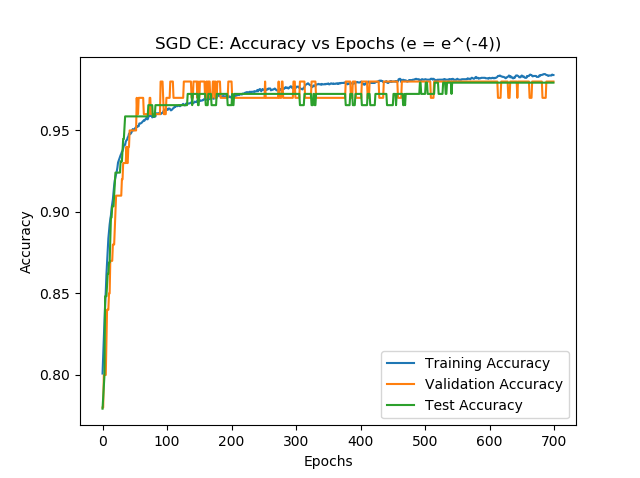 SGD CE: Accuracy vs Epochs (e = e^(-4))
Accuracy
0.95
0.90
0.85
0.80
Training Accuracy
Validation Accuracy
Test Accuracy
0 100 200 300 400 500 600 700
Epochs